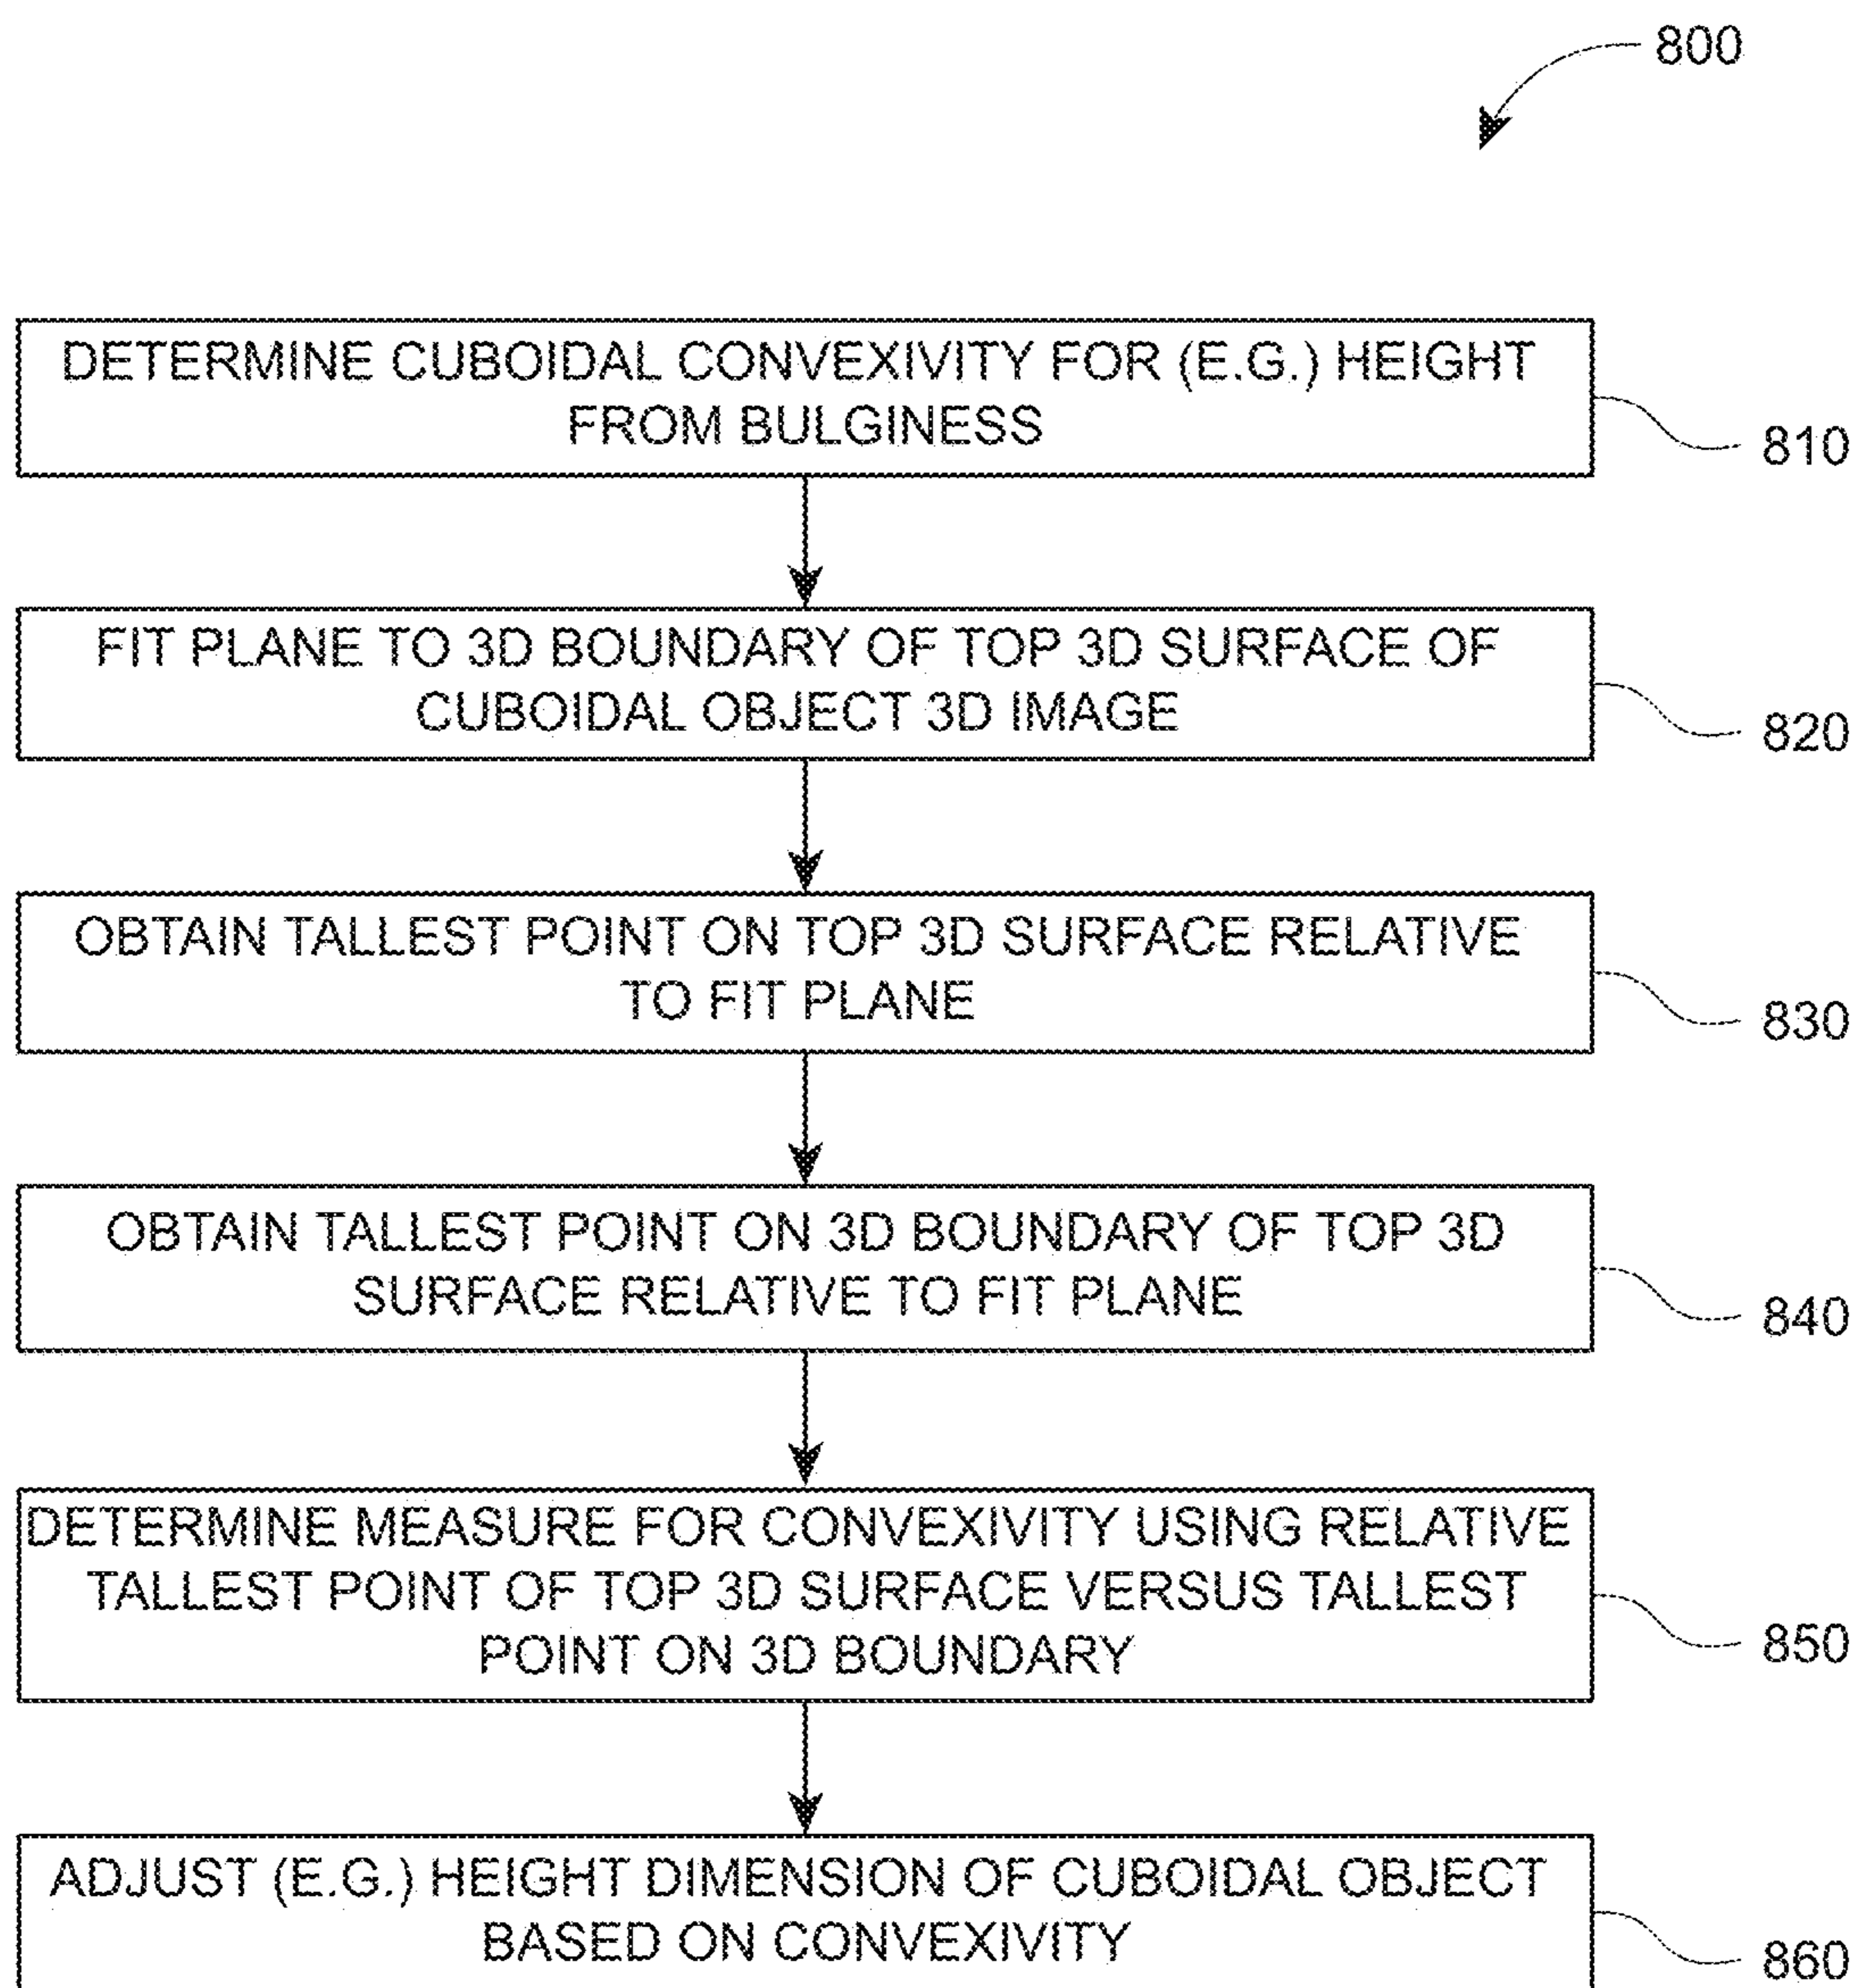 800
DETERMINE CUBOIDAL CONVEXIVITY FOR (E.G.) HEIGHT
FROM BULGINESS
810
FIT PLANE TO 3D BOUNDARY OF TOP 3D SURFACE OF
CUBOIDAL OBJECT 3D IMAGE
820
OBTAIN TALLEST POINT ON TOP 3D SURFACE RELATIVE
TO FIT PLANE
830
OBTAIN TALLEST POINT ON 3D BOUNDARY OF TOP 3D
SURFACE RELATIVE TO FIT PLANE
840
DETERMINE MEASURE FOR CONVEXIVITY USING RELATIVE
TALLEST POINT OF TOP 3D SURFACE VERSUS TALLEST
POINT ON 3D BOUNDARY
850
ADJUST (E.G.) HEIGHT DIMENSION OF CUBOIDAL OBJECT
BASED ON CONVEXIVITY
860